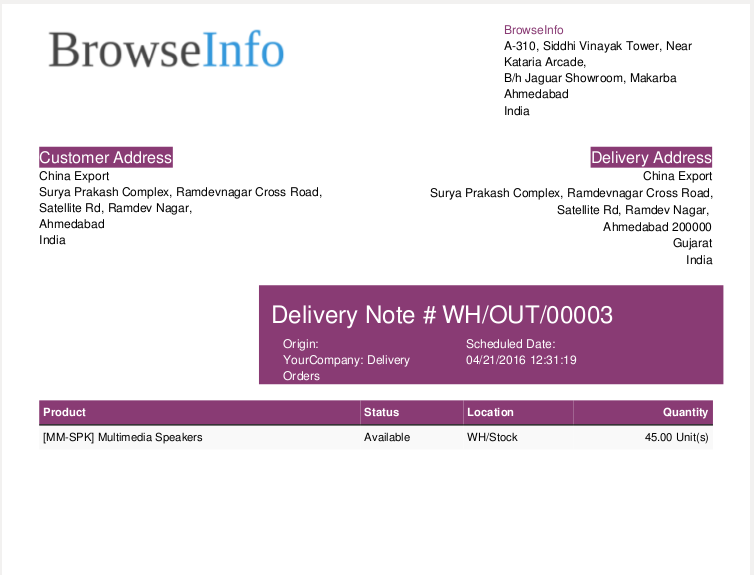 BrowseInfo
BrowseInfo
A-310, Siddhi Vinayak Tower, Near
Kataria Arcade,
B/h Jaguar Showroom, Makarba
Ahmedabad
India
Customer Address
China Export
Surya Prakash Complex, Ramdevnagar Cross Road,
Satellite Rd, Ramdev Nagar,
Ahmedabad
India
Delivery Address
China Export
Surya Prakash Complex, Ramdevnagar Cross Road,
Satellite Rd, Ramdev Nagar,
Ahmedabad 200000
Gujarat
India
Delivery Note # WH/OUT/00003
Origin:
YourCompany: Delivery
Orders
Scheduled Date:
04/21/2016 12:31:19
Product Status Location Quantity
[MM-SPK] Multimedia Speakers Available WH/Stock 45.00 Unit(s)